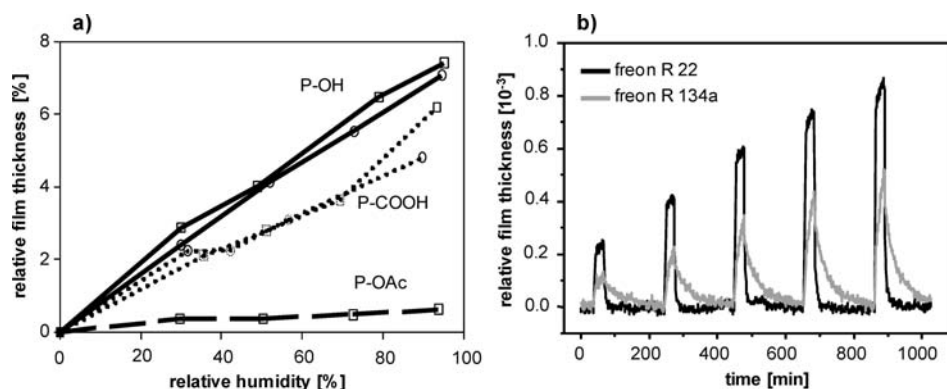 a)
relative film thickness [%]
8
6
4
2
0
P-OH
P-COOH
P-OAc
0 20 40 60 80 100
relative humidity [%]
b)
relative film thickness [10⁻³]
1.0
0.8
0.6
0.4
0.2
0.0
freon R 22
freon R 134a
0 200 400 600 800 1000
time [min]